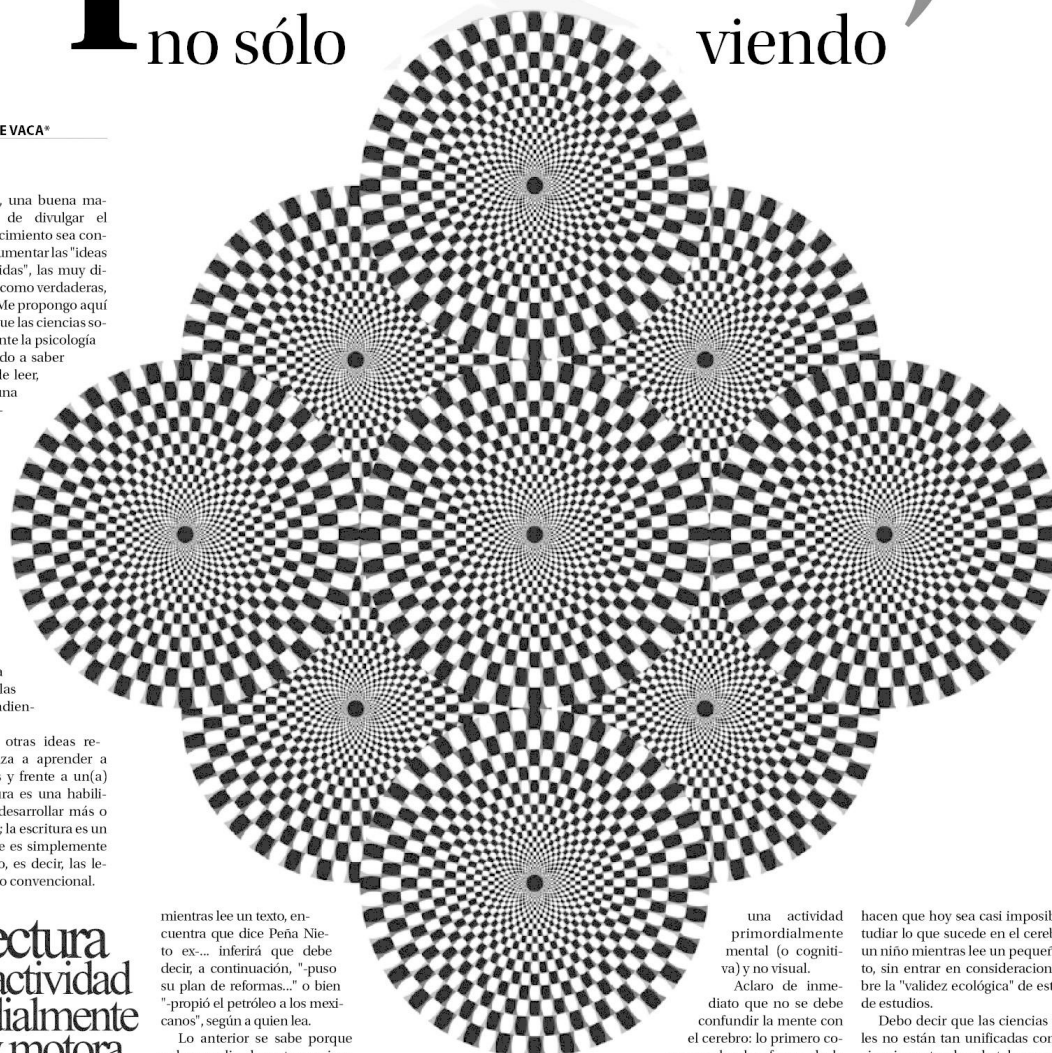 no sólo
viendo
E VACA*
, una buena ma-
de divulgar el
cimiento sea con-
umentar las "ideas
idas", las muy di-
como verdaderas,
Me propongo aquí
ue las ciencias so-
nte la psicología
do a saber
le leer,
na
-
a
las
dien-
otras ideas re-
za a aprender a
s y frente a un(a)
ura es una habili-
desarrollar más o
; la escritura es un
e es simplemente
o, es decir, las le-
o convencional.
ectura
actividad
dialmente
y motora
mientras lee un texto, en-
cuentra que dice Peña Nie-
to ex-... inferirá que debe
decir, a continuación, "-puso
su plan de reformas..." o bien
"-propió el petróleo a los mexi-
canos", según a quien lea.
Lo anterior se sabe porque
una actividad
primordialmente
mental (o cogniti-
va) y no visual.
Aclaro de inme-
diato que no se debe
confundir la mente con
el cerebro: lo primero co-
hacen que hoy sea casi imposib
tudiar lo que sucede en el cereb
un niño mientras lee un pequeñ
to, sin entrar en consideracion
bre la "validez ecológica" de est
de estudios.
Debo decir que las ciencias
les no están tan unificadas con